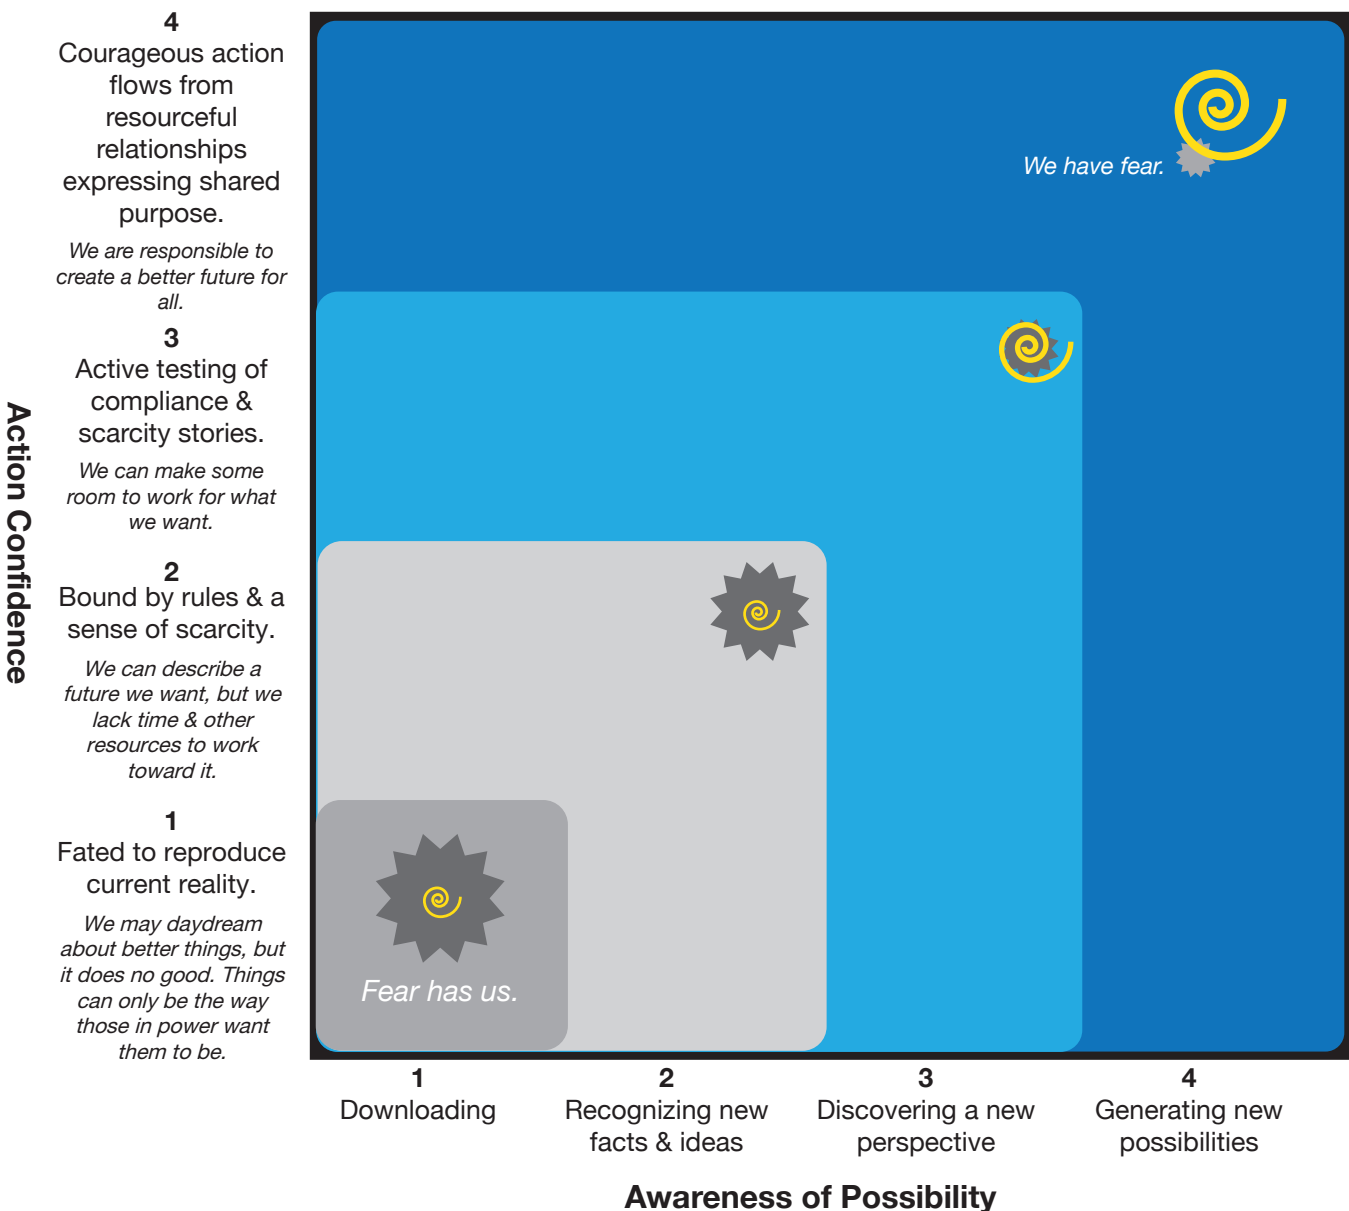 4
Courageous action
flows from
resourceful
relationships
expressing shared
purpose.
We are responsible to
create a better future for
all.
3
Active testing of
compliance &
scarcity stories.
We can make some
room to work for what
we want.
2
Bound by rules & a
sense of scarcity.
We can describe a
future we want, but we
lack time & other
resources to work
toward it.
1
Fated to reproduce
current reality.
We may daydream
about better things, but
it does no good. Things
can only be the way
those in power want
them to be.
Action Confidence
We have fear.
Fear has us.
1
Downloading
2
Recognizing new
facts & ideas
3
Discovering a new
perspective
4
Generating new
possibilities
Awareness of Possibility